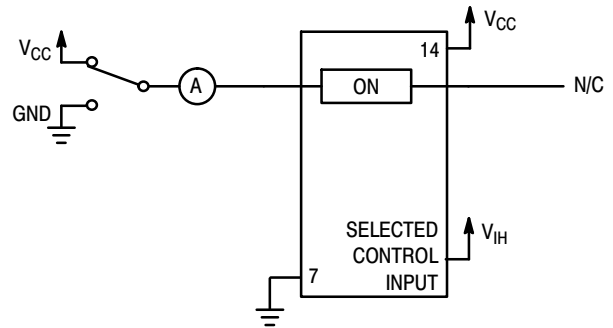 VCC
14
VCC
A
ON
N/C
GND
SELECTED
CONTROL
INPUT
VIH
7